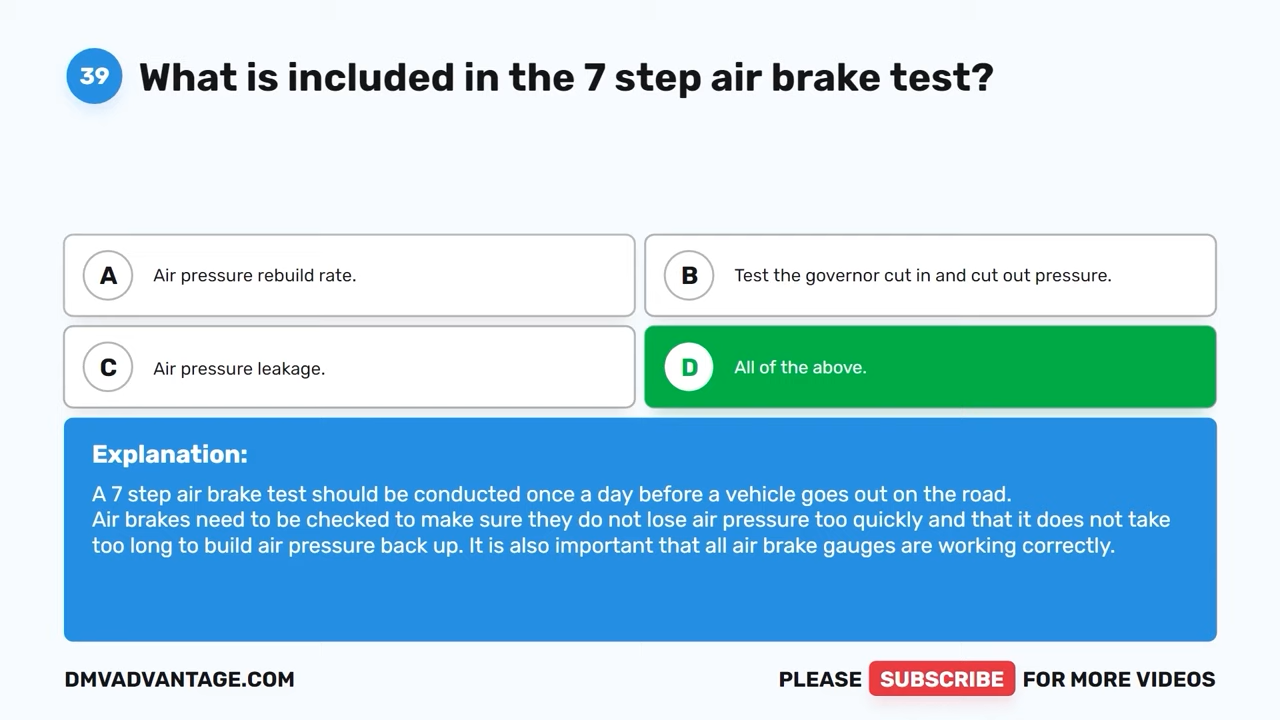 39 What is included in the 7 step air brake test?
A Air pressure rebuild rate.
B Test the governor cut in and cut out pressure.
C Air pressure leakage.
D All of the above.
Explanation:
A 7 step air brake test should be conducted once a day before a vehicle goes out on the road.
Air brakes need to be checked to make sure they do not lose air pressure too quickly and that it does not take
too long to build air pressure back up. It is also important that all air brake gauges are working correctly.
DMVADVANTAGE.COM
PLEASE SUBSCRIBE FOR MORE VIDEOS